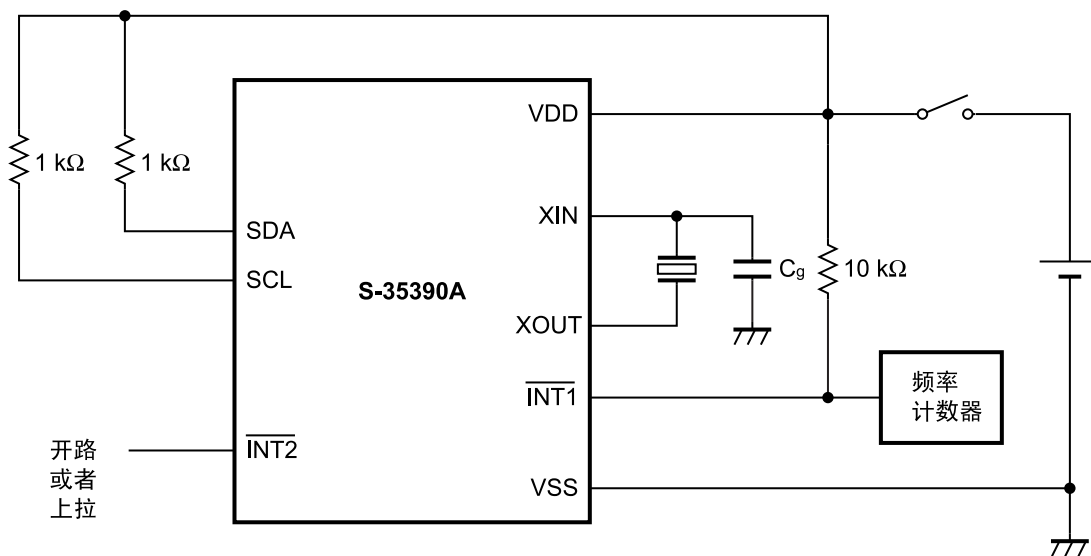 1 kΩ
1 kΩ
SDA
SCL
S-35390A
VDD
XIN
XOUT
INT1
INT2
VSS
Cg
10 kΩ
频率
计数器
开路
或者
上拉